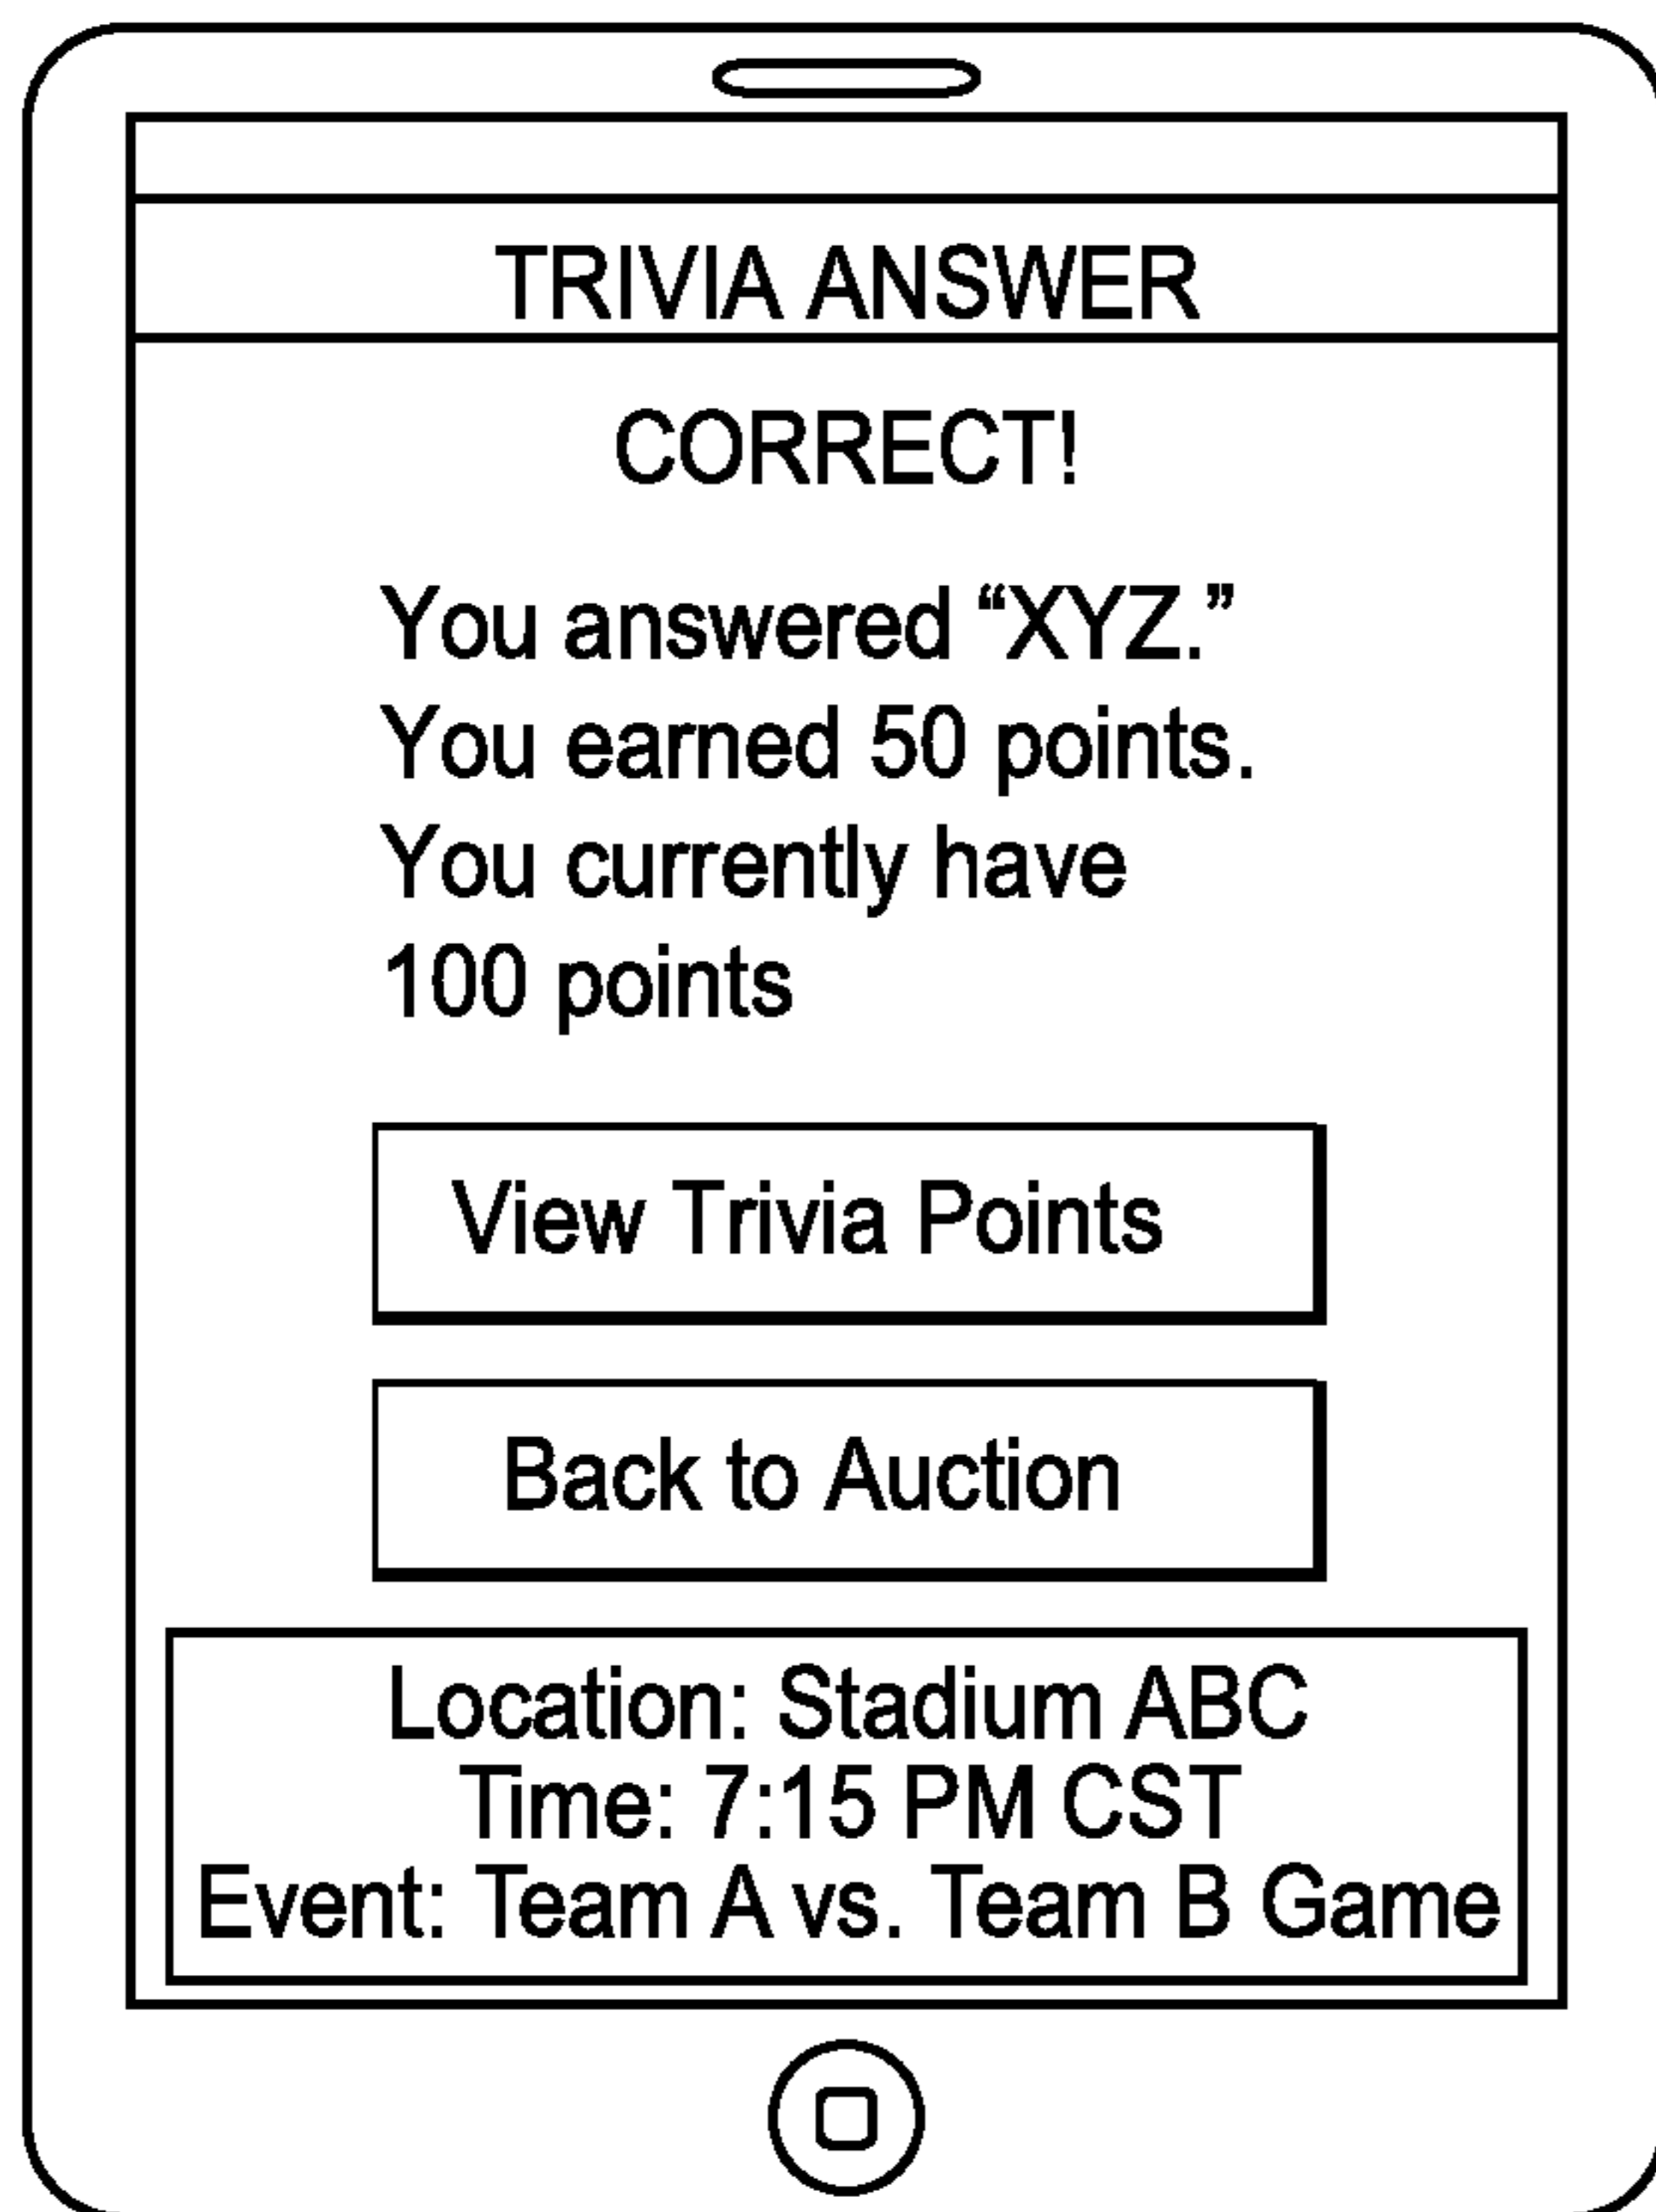 TRIVIA ANSWER
CORRECT!
You answered “XYZ.”
You earned 50 points.
You currently have
100 points
View Trivia Points
Back to Auction
Location: Stadium ABC
Time: 7:15 PM CST
Event: Team A vs. Team B Game